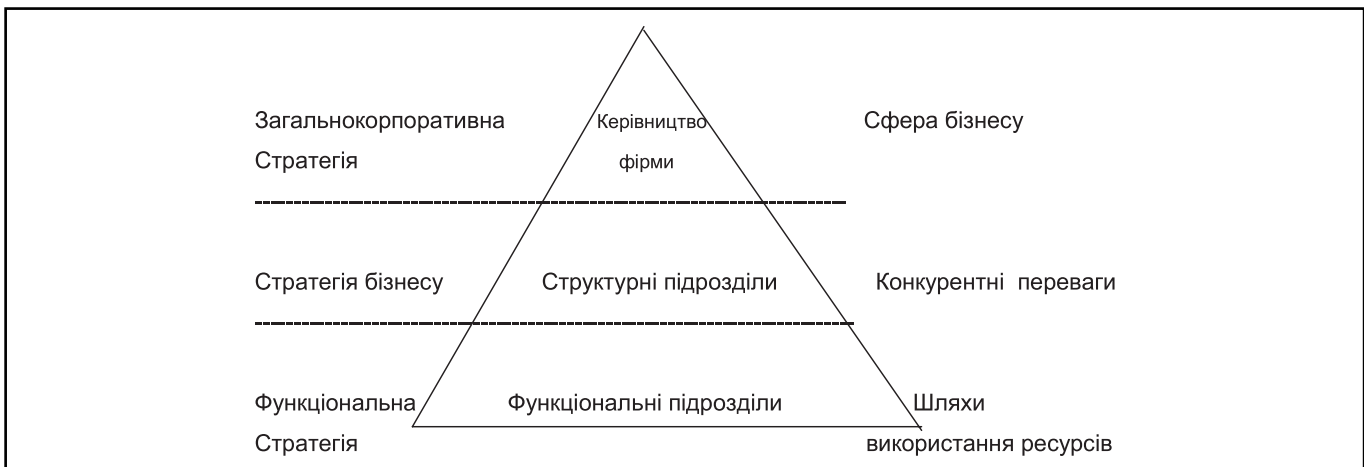 Загальнокорпоративна Керівництво Сфера бізнесу
Стратегія фірми
Стратегія бізнесу Структурні підрозділи Конкурентні переваги
Функціональна Функціональні підрозділи Шляхи
Стратегія використання ресурсів